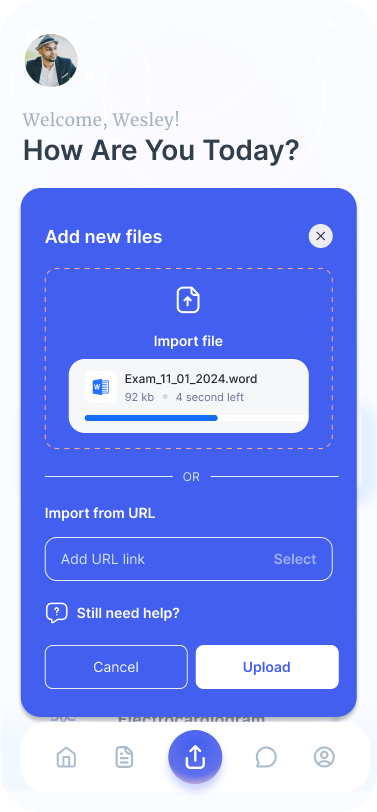 Welcome, Wesley!
How Are You Today?
Add new files
Import file
Exam_11_01_2024.word
92 kb 4 second left
OR
Import from URL
Add URL link Select
Still need help?
Cancel Upload
Electrocardiogram